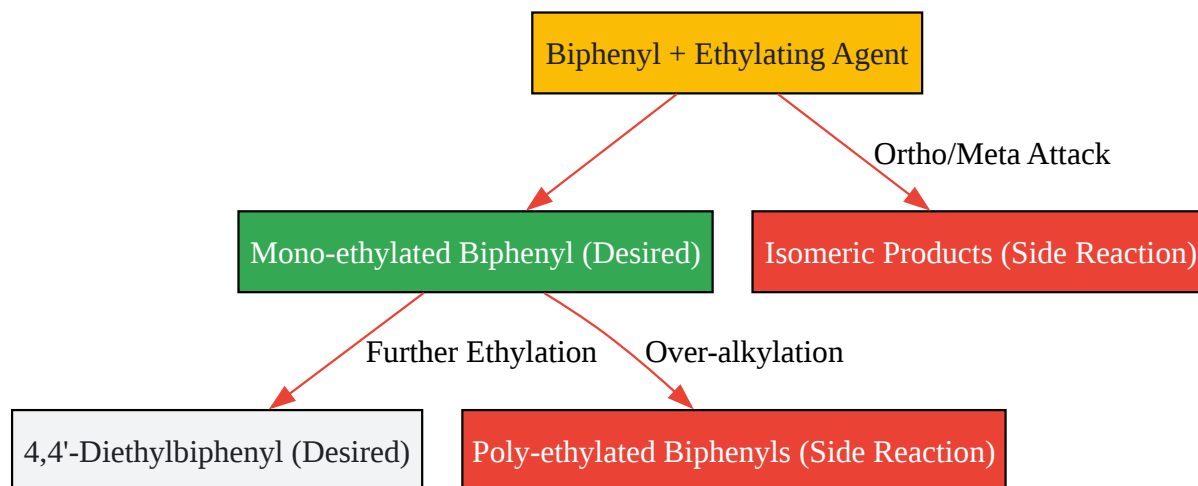 Biphenyl + Ethylating Agent
Ortho/Meta Attack
Mono-ethylated Biphenyl (Desired)
Isomeric Products (Side Reaction)
Further Ethylation
Over-alkylation
4,4'-Diethylbiphenyl (Desired)
Poly-ethylated Biphenyls (Side Reaction)